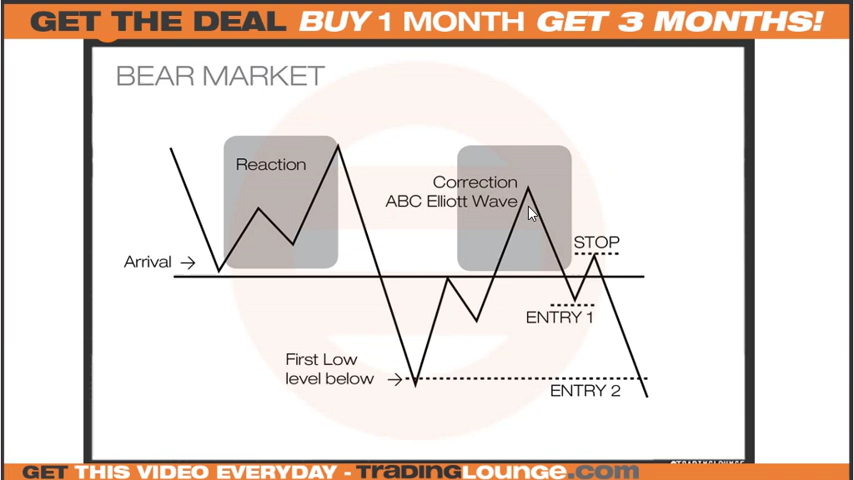 GET THE DEAL BUY 1 MONTH GET 3 MONTHS!
BEAR MARKET
Reaction
Correction
ABC Elliott Wave
STOP
Arrival
ENTRY 1
First Low
level below
ENTRY 2
GET THIS VIDEO EVERYDAY - TradingLounge.com